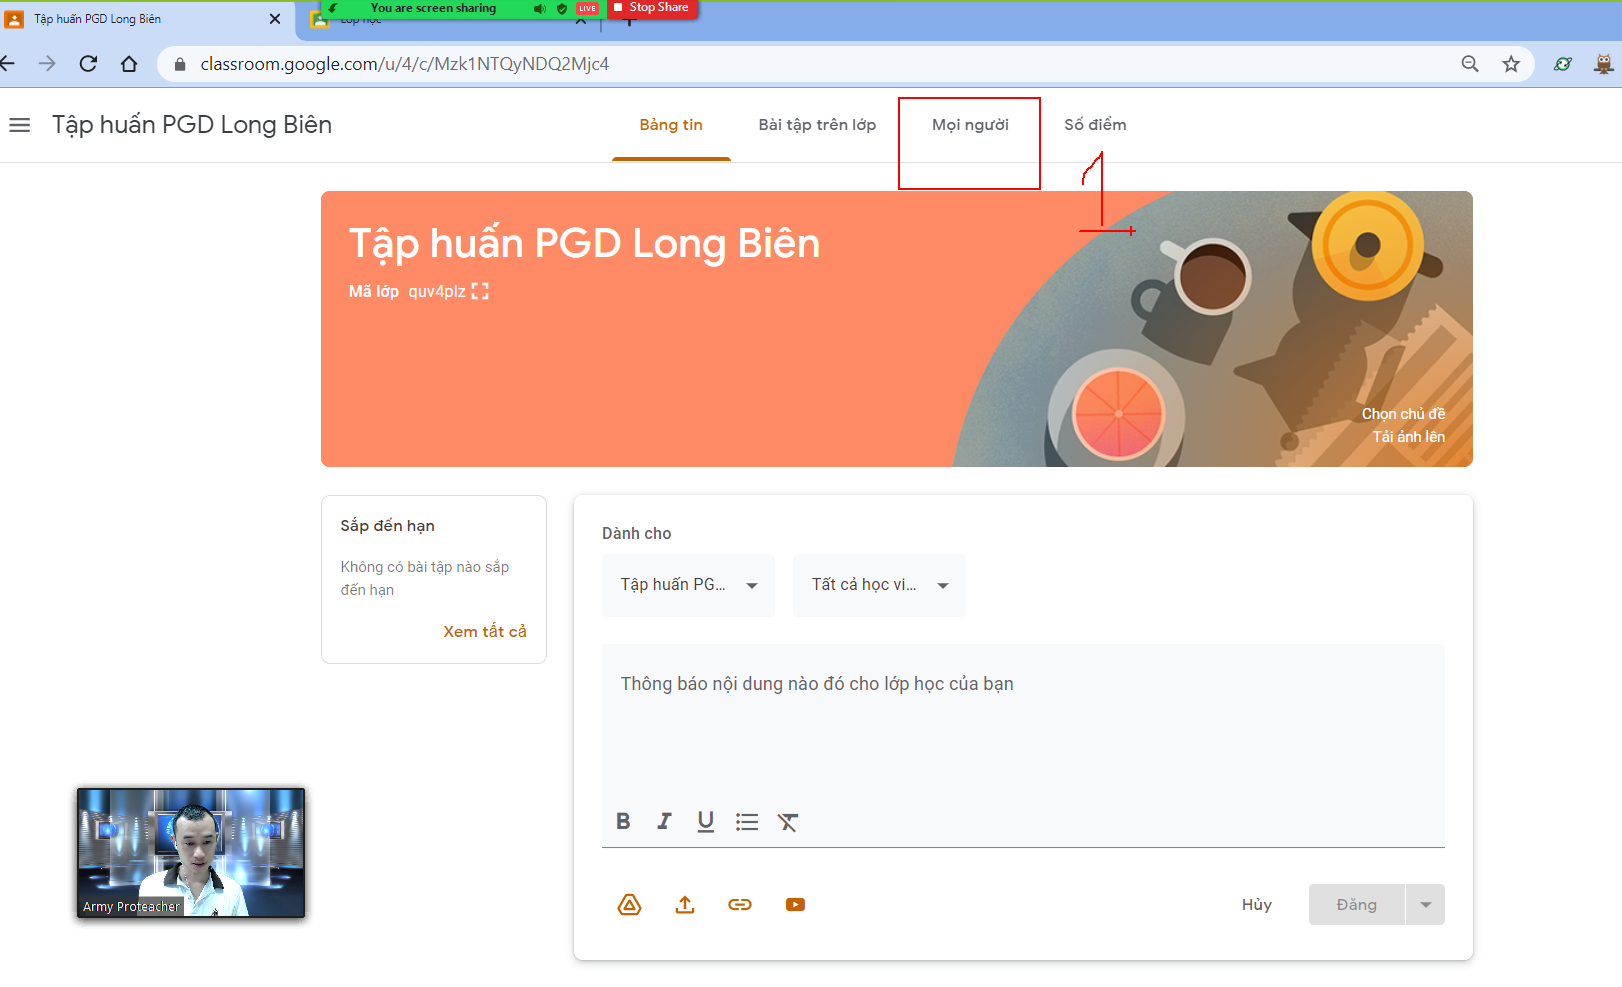 Tập huấn PGD Long Biên
You are screen sharing
LIVE
Stop Share
Lớp học
classroom.google.com/u/4/c/Mzk1NTQyNDQ2Mjc4
Tập huấn PGD Long Biên
Bảng tin
Bài tập trên lớp
Mọi người
Số điểm
1
Tập huấn PGD Long Biên
Mã lớp quv4plz
Chọn chủ đề
Tải ảnh lên
Sắp đến hạn
Không có bài tập nào sắp
đến hạn
Xem tất cả
Dành cho
Tập huấn PG...
Tất cả học vi...
Thông báo nội dung nào đó cho lớp học của bạn
B I U
Hủy
Đăng
Army Proteacher